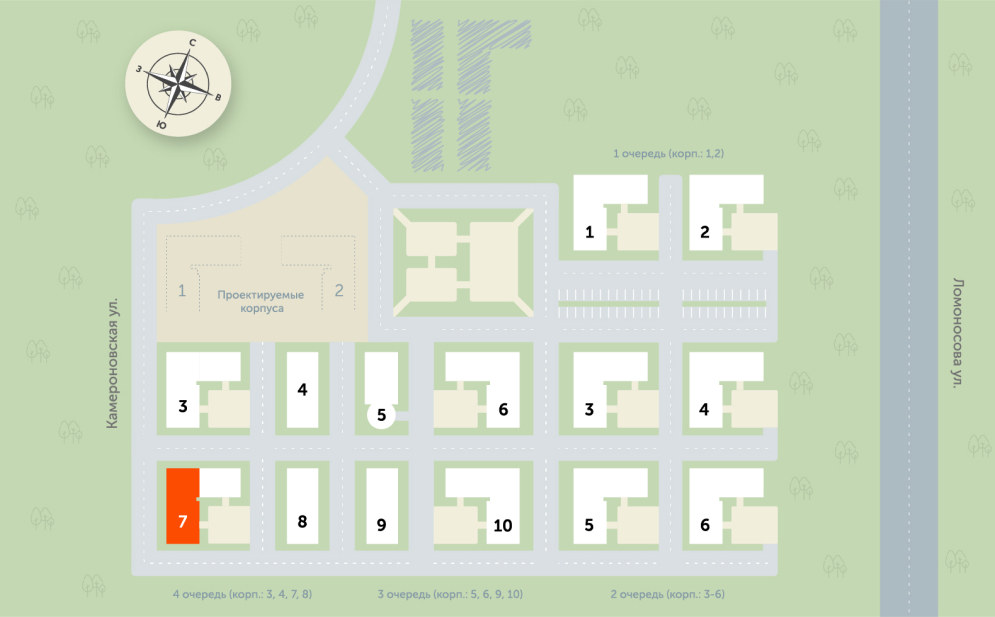 С
З
В
Ю
1 очередь (корп.: 1,2)
1
2
1
2
Проектируемые
корпуса
Камероновская ул.
Ломоносова ул.
3
4
5
6
3
4
7
8
9
10
5
6
4 очередь (корп.: 3, 4, 7, 8)
3 очередь (корп.: 5, 6, 9, 10)
2 очередь (корп.: 3-6)